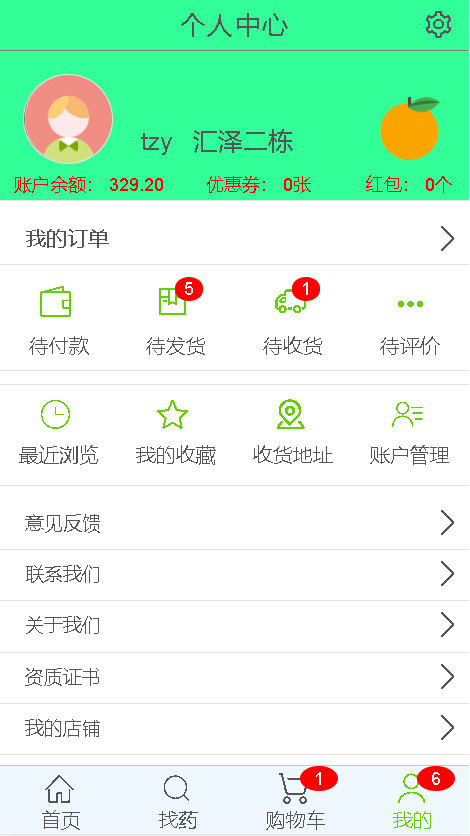 个人中心
tzy 汇泽二栋
账户余额： 329.20 优惠券： 0张 红包： 0个
我的订单
5 1
待付款 待发货 待收货 待评价
最近浏览 我的收藏 收货地址 账户管理
意见反馈
联系我们
关于我们
资质证书
我的店铺
1 6
首页 找药 购物车 我的